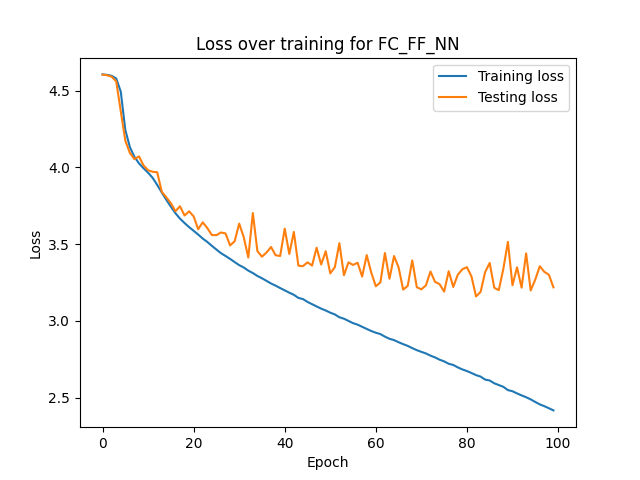 Loss over training for FC_FF_NN
Training loss
Testing loss
4.5
4.0
3.5
3.0
2.5
Loss
0 20 40 60 80 100
Epoch